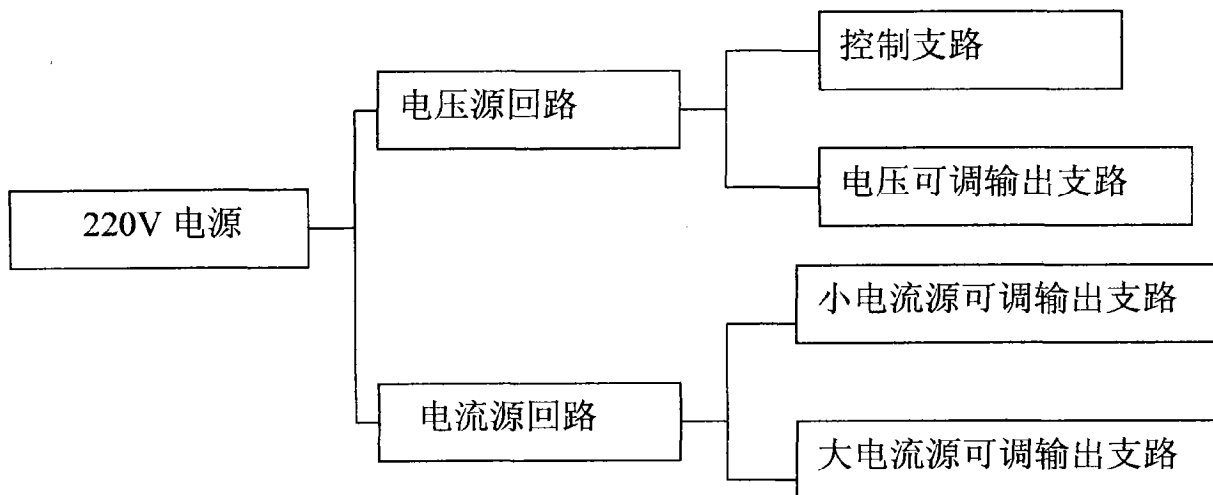 控制支路
电压源回路
电压可调输出支路
220V 电源
小电流源可调输出支路
电流源回路
大电流源可调输出支路